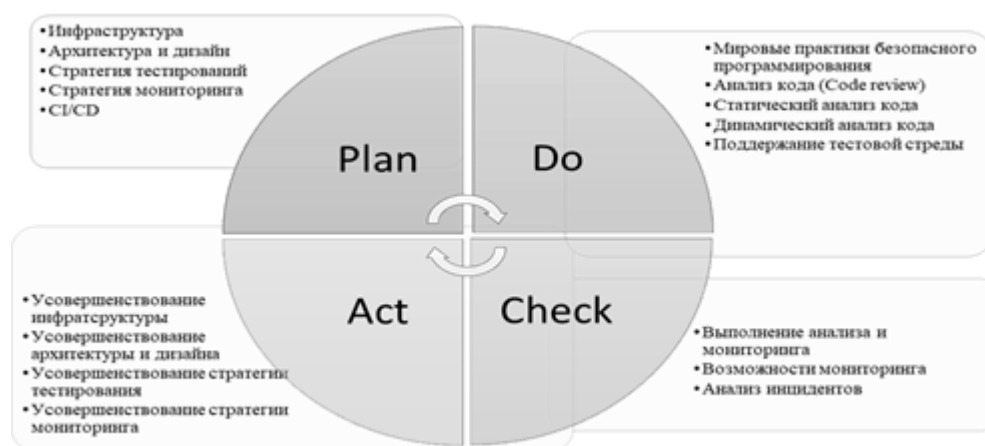 • Инфраструктура
• Архитектура и дизайн
• Стратегия тестирований
• Стратегия мониторинга
• CI/CD
Plan
Do
• Мировые практики безопасного
программирования
• Анализ кода (Code review)
• Статический анализ кода
• Динамический анализ кода
• Поддержание тестовой стреды
Act
Check
• Усовершенствование
инфратсруктуры
• Усовершенствование
архитектуры и дизайна
• Усовершенствование стратегии
тестирования
• Усовершенствование стратегии
мониторинга
• Выполнение анализа и
мониторинга
• Возможности мониторинга
• Анализ инцидентов